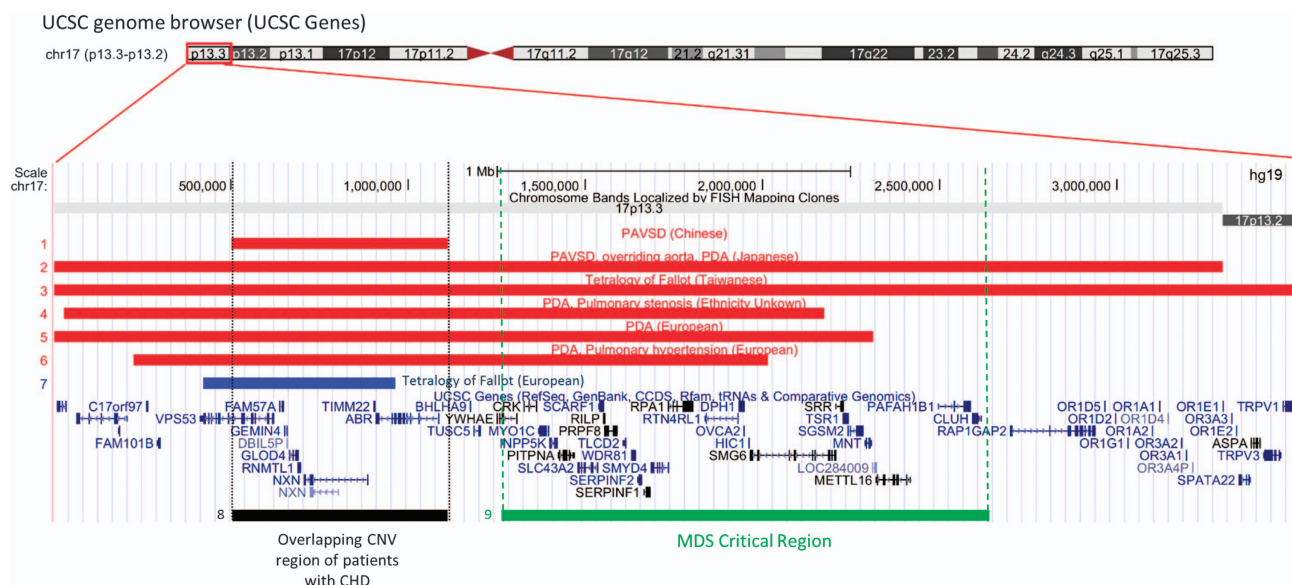 UCSC genome browser (UCSC Genes)
chr17 (p13.3-p13.2) p13.3 p13.2 p13.1 17p12 17p11.2 17q11.2 17q12 21.2 q21.31 17q22 23.2 24.2 q24.3 q25.1 17q25.3
Scale 1 Mb hg19
chr17: 500,000 1,000,000 1,500,000 2,000,000 2,500,000 3,000,000
Chromosome Bands Localized by FISH Mapping Clones
17p13.3
17p13.2
1 PAVSD (Chinese)
2 PAVSD, overriding aorta, PDA (Japanese)
3 Tetralogy of Fallot (Taiwanese)
4 PDA, Pulmonary stenosis (Ethnicity Unkown)
5 PDA (European)
6 PDA, Pulmonary hypertension (European)
7 Tetralogy of Fallot (European)
UCSC Genes (RefSeq, GenBank, CCDS, Rfam, tRNAs & Comparative Genomics)
C17orf97 FAM57A TIMM22 BHLHA9 CRK SCARF1 RPA1 DPH1 SRR PAFAH1B1 OR1D5 OR1A1 OR1E1 TRPV1
VPS53 ABR YWHAE RILP RTN4RL1 TSR1 CLUH OR1D2 OR1D4 OR3A3
FAM101B GEMIN4 TUSC5 MYO1C PRPF8 OVCA2 SGSM2 RAP1GAP2 OR1A2 OR1E2
DBIL5P INPP5K TLCD2 HIC1 MNT OR1G1 OR3A2 ASPA
GLOD4 PITPNA WDR81 SMG6 OR3A1 TRPV3
RNMTL1 SLC43A2 SMYD4 LOC284009 OR3A4P
NXN SERPINF2 METTL16 SPATA22
NXN SERPINF1
8 9
Overlapping CNV
region of patients
with CHD
MDS Critical Region